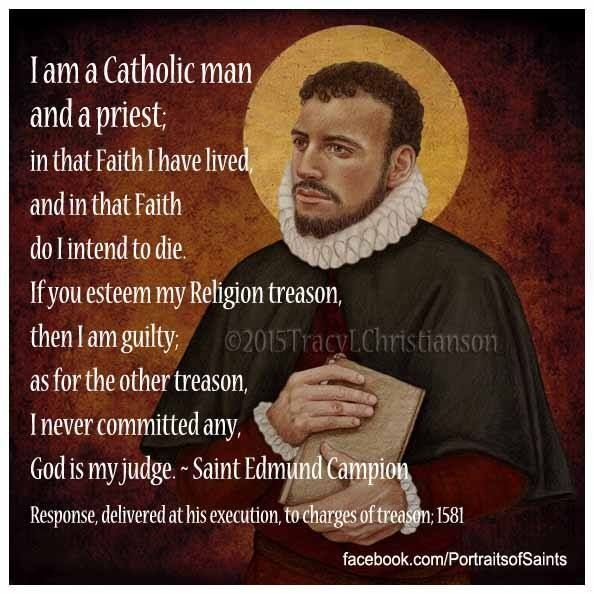 I am a Catholic man
and a priest;
in that Faith I have lived,
and in that Faith
do I intend to die.
If you esteem my Religion treason,
then I am guilty;
©2015TracyLChristianson
as for the other treason,
I never committed any,
God is my judge. ~ Saint Edmund Campion
Response, delivered at his execution, to charges of treason; 1581
facebook.com/PortraitsofSaints